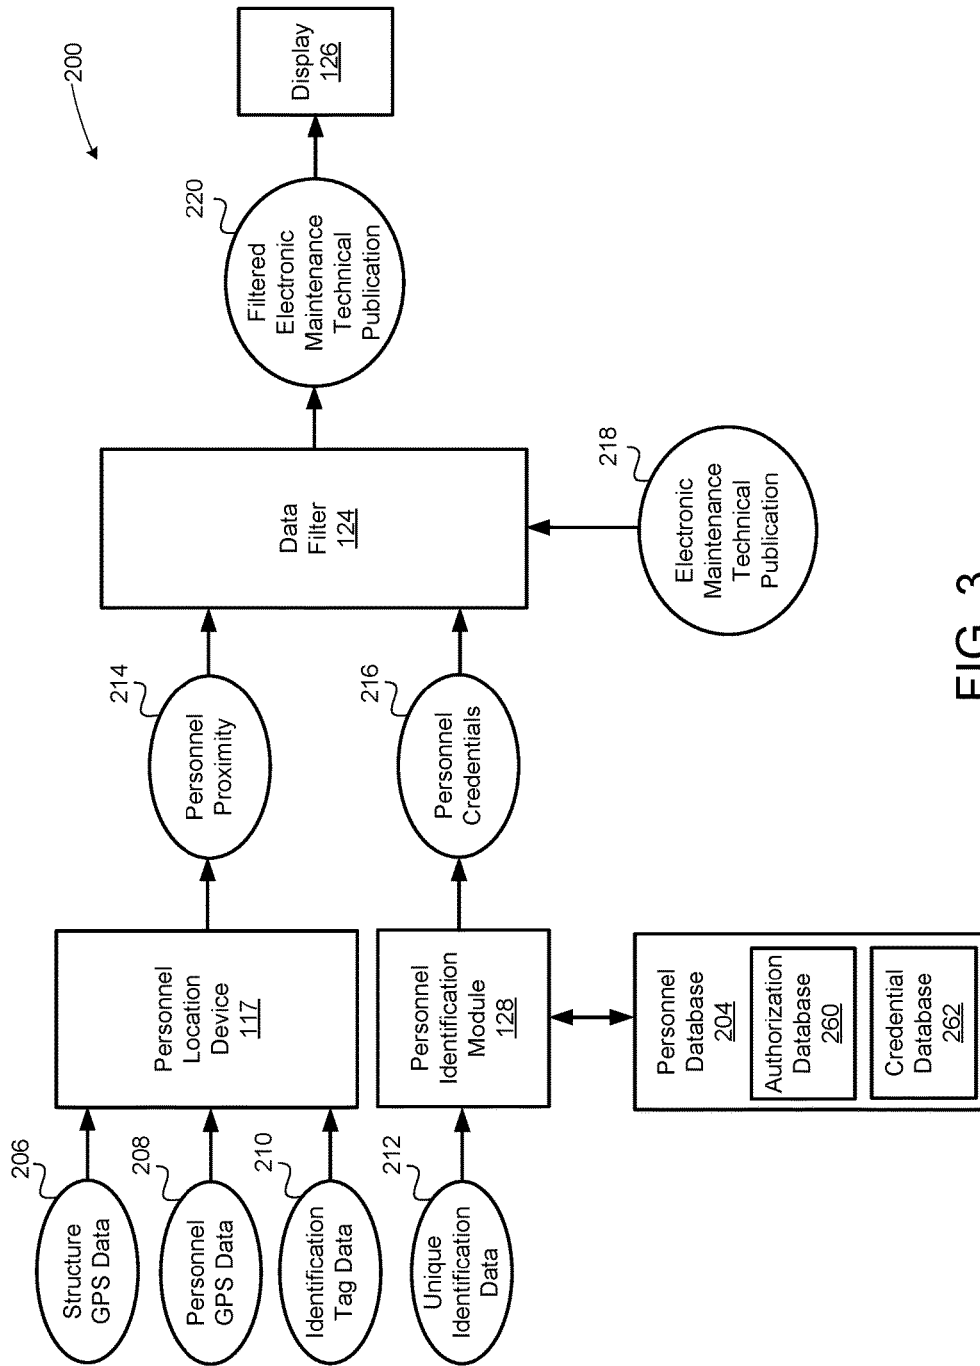 200
206
Structure
GPS Data
208
Personnel
GPS Data
210
Identification
Tag Data
212
Unique
Identification
Data
Personnel
Location
Device
117
Personnel
Identification
Module
128
Personnel
Database
204
Authorization
Database
260
Credential
Database
262
214
Personnel
Proximity
216
Personnel
Credentials
Data
Filter
124
218
Electronic
Maintenance
Technical
Publication
220
Filtered
Electronic
Maintenance
Technical
Publication
Display
126
FIG. 3